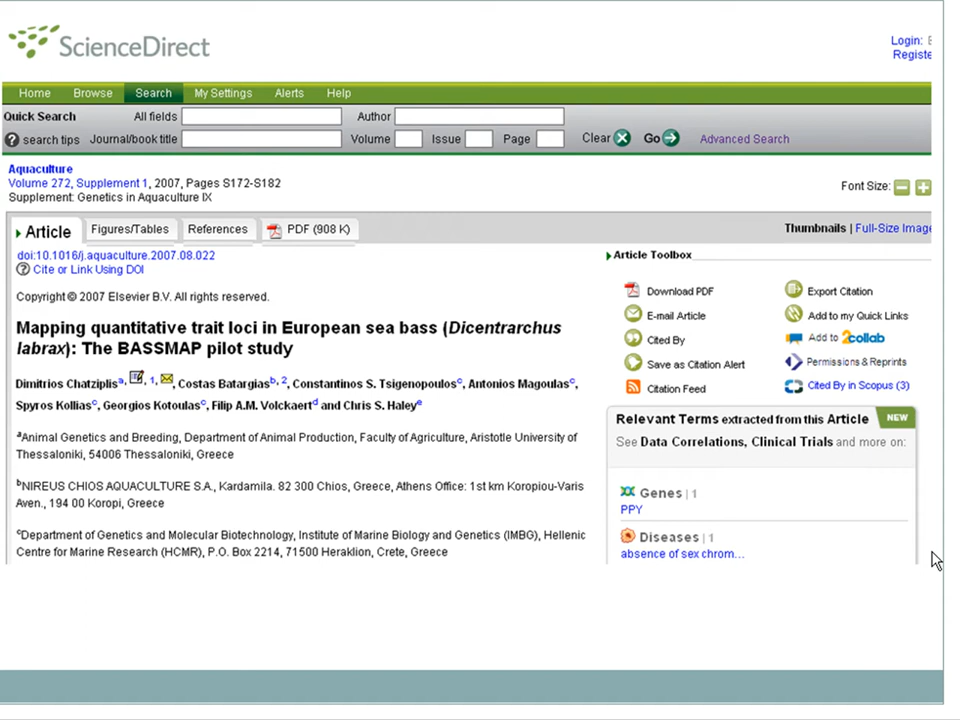 ScienceDirect
Login:
Registe
Home Browse Search My Settings Alerts Help
Quick Search All fields Author
? search tips Journal/book title Volume Issue Page Clear Go Advanced Search
Aquaculture
Volume 272, Supplement 1, 2007, Pages S172-S182
Supplement: Genetics in Aquaculture IX
Font Size:
Article Figures/Tables References PDF (908 K)
Thumbnails | Full-Size Image
doi:10.1016/j.aquaculture.2007.08.022
? Cite or Link Using DOI
Copyright © 2007 Elsevier B.V. All rights reserved.
Mapping quantitative trait loci in European sea bass (Dicentrarchus
labrax): The BASSMAP pilot study
Dimitrios Chatziplis a, , 1, , Costas Batargias b, 2, Constantinos S. Tsigenopoulos c, Antonios Magoulas c,
Spyros Kollias c, Georgios Kotoulas c, Filip A.M. Volckaert d and Chris S. Haley e
a Animal Genetics and Breeding, Department of Animal Production, Faculty of Agriculture, Aristotle University of
Thessaloniki, 54006 Thessaloniki, Greece
b NIREUS CHIOS AQUACULTURE S.A., Kardamila. 82 300 Chios, Greece, Athens Office: 1st km Koropiou-Varis
Aven., 194 00 Koropi, Greece
c Department of Genetics and Molecular Biotechnology, Institute of Marine Biology and Genetics (IMBG), Hellenic
Centre for Marine Research (HCMR), P.O. Box 2214, 71500 Heraklion, Crete, Greece
Article Toolbox
Download PDF Export Citation
E-mail Article Add to my Quick Links
Cited By Add to 2collab
Save as Citation Alert Permissions & Reprints
Citation Feed Cited By in Scopus (3)
Relevant Terms extracted from this Article NEW
See Data Correlations, Clinical Trials and more on:
Genes | 1
PPY
Diseases | 1
absence of sex chrom...